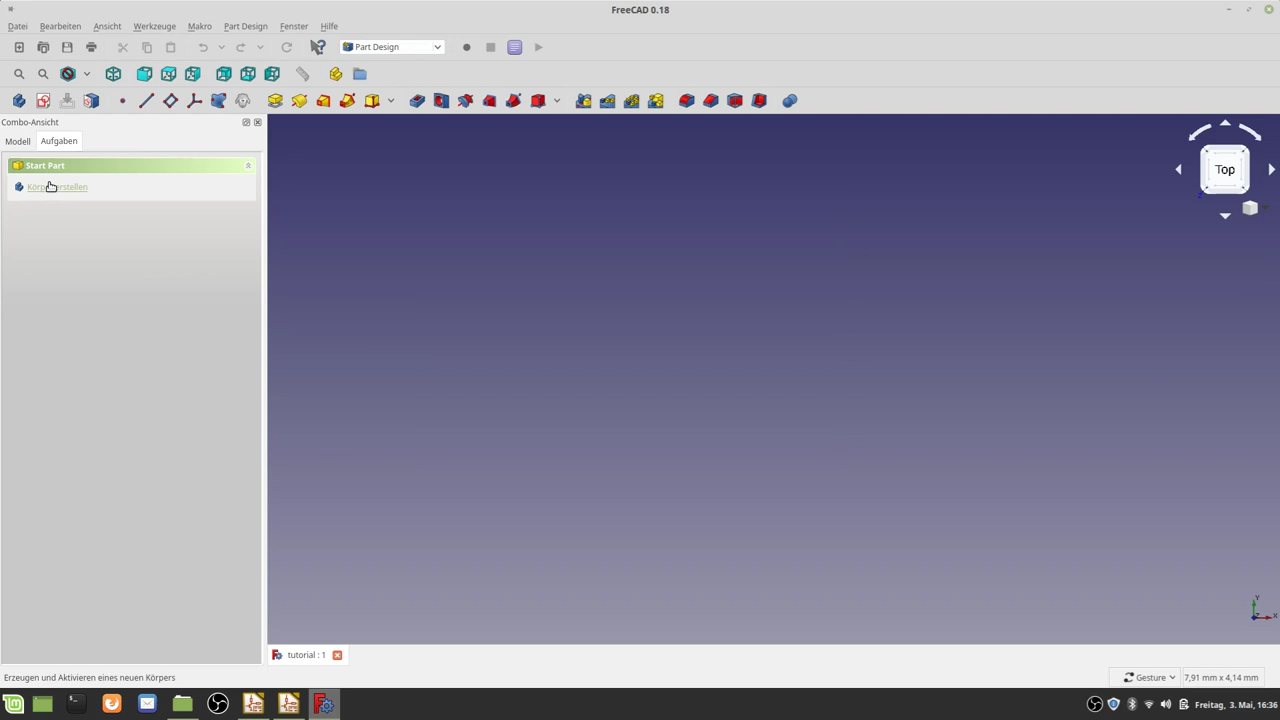 FreeCAD 0.18
Datei Bearbeiten Ansicht Werkzeuge Makro Part Design Fenster Hilfe
Part Design
Combo-Ansicht
Modell Aufgaben
Start Part
Körper erstellen
Top
Z
Y
X
Z
tutorial : 1
Erzeugen und Aktivieren eines neuen Körpers
Gesture
7,91 mm x 4,14 mm
Freitag, 3. Mai, 16:36